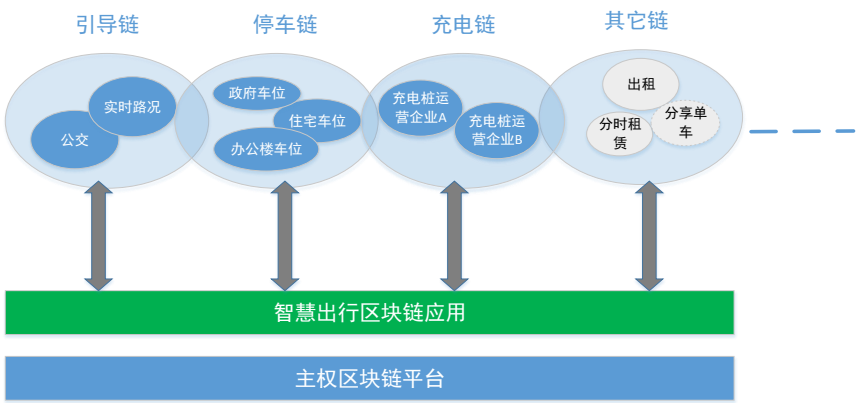 引导链
停车链
充电链
其它链
实时路况
公交
政府车位
住宅车位
办公楼车位
充电桩运
营企业A
充电桩运
营企业B
出租
分时租
赁
分享单
车
智慧出行区块链应用
主权区块链平台